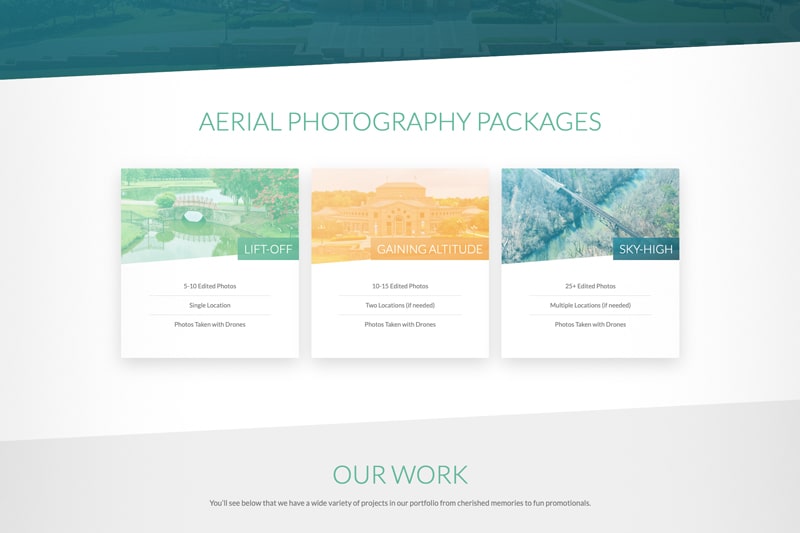 AERIAL PHOTOGRAPHY PACKAGES
LIFT-OFF
5-10 Edited Photos
Single Location
Photos Taken with Drones
GAINING ALTITUDE
10-15 Edited Photos
Two Locations (if needed)
Photos Taken with Drones
SKY-HIGH
25+ Edited Photos
Multiple Locations (if needed)
Photos Taken with Drones
OUR WORK
You'll see below that we have a wide variety of projects in our portfolio from cherished memories to fun promotionals.